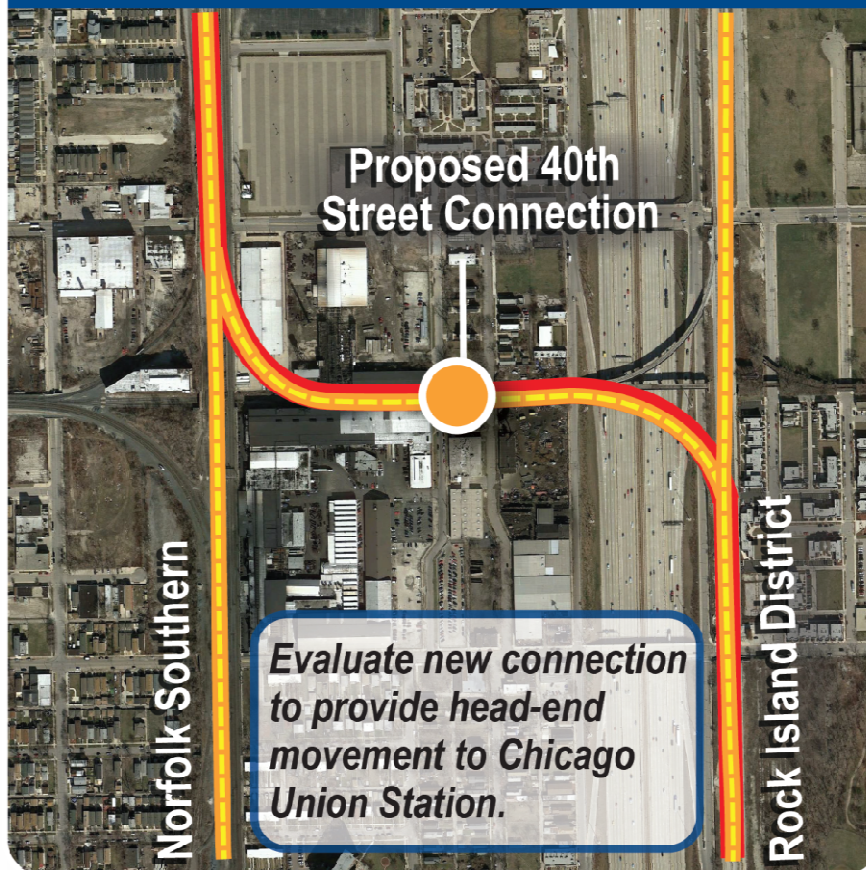 Proposed 40th
Street Connection
Norfolk Southern
Rock Island District
Evaluate new connection
to provide head-end
movement to Chicago
Union Station.